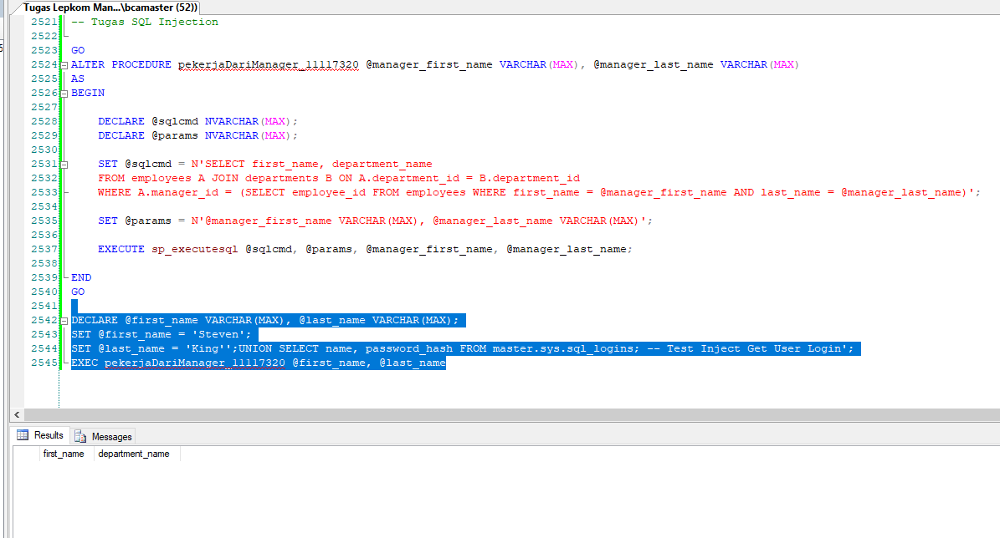 Tugas Lepkom Man...\bcamaster (52))
2521 -- Tugas SQL Injection
2522
2523 GO
2524 ALTER PROCEDURE pekerjaDariManager_11117320 @manager_first_name VARCHAR(MAX), @manager_last_name VARCHAR(MAX)
2525 AS
2526 BEGIN
2527
2528 DECLARE @sqlcmd NVARCHAR(MAX);
2529 DECLARE @params NVARCHAR(MAX);
2530
2531 SET @sqlcmd = N'SELECT first_name, department_name
2532 FROM employees A JOIN departments B ON A.department_id = B.department_id
2533 WHERE A.manager_id = (SELECT employee_id FROM employees WHERE first_name = @manager_first_name AND last_name = @manager_last_name)';
2534
2535 SET @params = N'@manager_first_name VARCHAR(MAX), @manager_last_name VARCHAR(MAX)';
2536
2537 EXECUTE sp_executesql @sqlcmd, @params, @manager_first_name, @manager_last_name;
2538
2539 END
2540 GO
2541
2542 DECLARE @first_name VARCHAR(MAX), @last_name VARCHAR(MAX);
2543 SET @first_name = 'Steven';
2544 SET @last_name = 'King'';UNION SELECT name, password_hash FROM master.sys.sql_logins; -- Test Inject Get User Login';
2545 EXEC pekerjaDariManager_11117320 @first_name, @last_name
Results Messages
first_name department_name